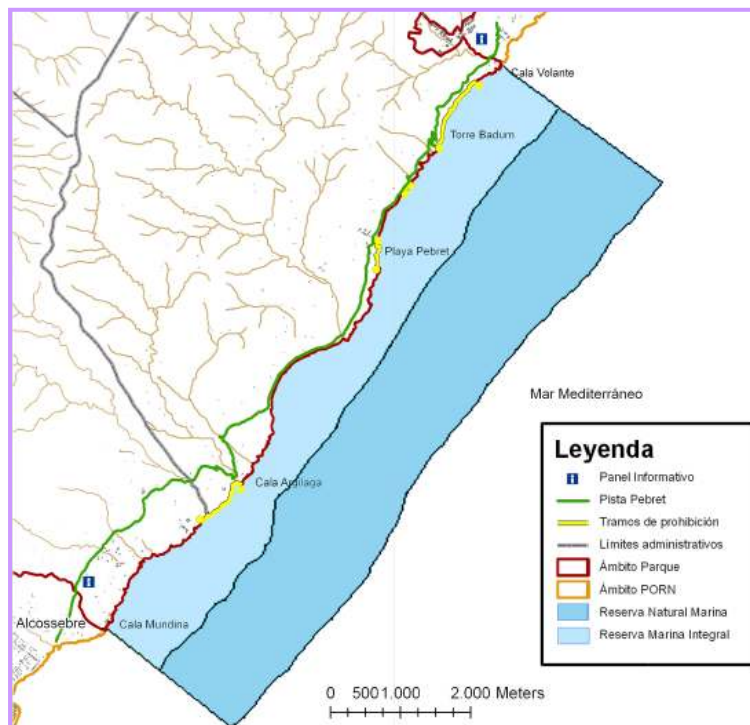 Cala Volante
Torre Badum
Playa Pebret
Mar Mediterráneo
Cala Argilaga
Alcossebre
Cala Mundina
0 500 1.000 2.000 Meters
Leyenda
Panel Informativo
Pista Pebret
Tramos de prohibición
Límites administrativos
Ámbito Parque
Ámbito PORN
Reserva Natural Marina
Reserva Marina Integral